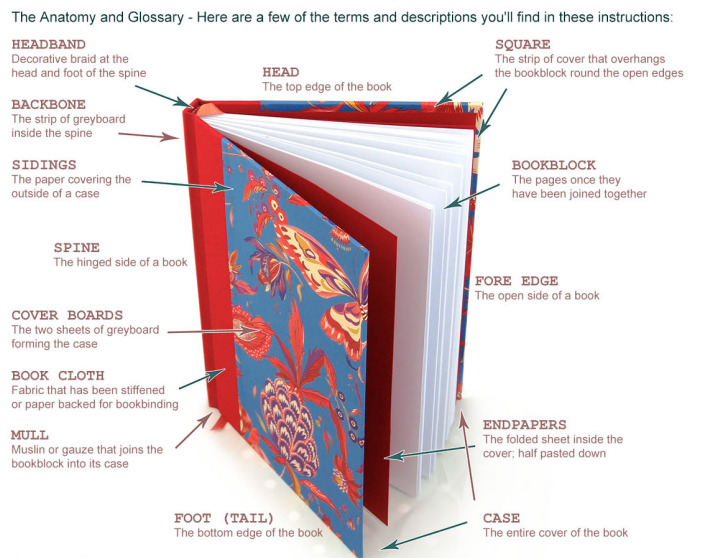 The Anatomy and Glossary - Here are a few of the terms and descriptions you'll find in these instructions:
HEADBAND
Decorative braid at the
head and foot of the spine
HEAD
The top edge of the book
SQUARE
The strip of cover that overhangs
the bookblock round the open edges
BACKBONE
The strip of greyboard
inside the spine
SIDINGS
The paper covering the
outside of a case
BOOKBLOCK
The pages once they
have been joined together
SPINE
The hinged side of a book
FORE EDGE
The open side of a book
COVER BOARDS
The two sheets of greyboard
forming the case
BOOK CLOTH
Fabric that has been stiffened
or paper backed for bookbinding
MULL
Muslin or gauze that joins the
bookblock into its case
ENDPAPERS
The folded sheet inside the
cover; half pasted down
FOOT (TAIL)
The bottom edge of the book
CASE
The entire cover of the book